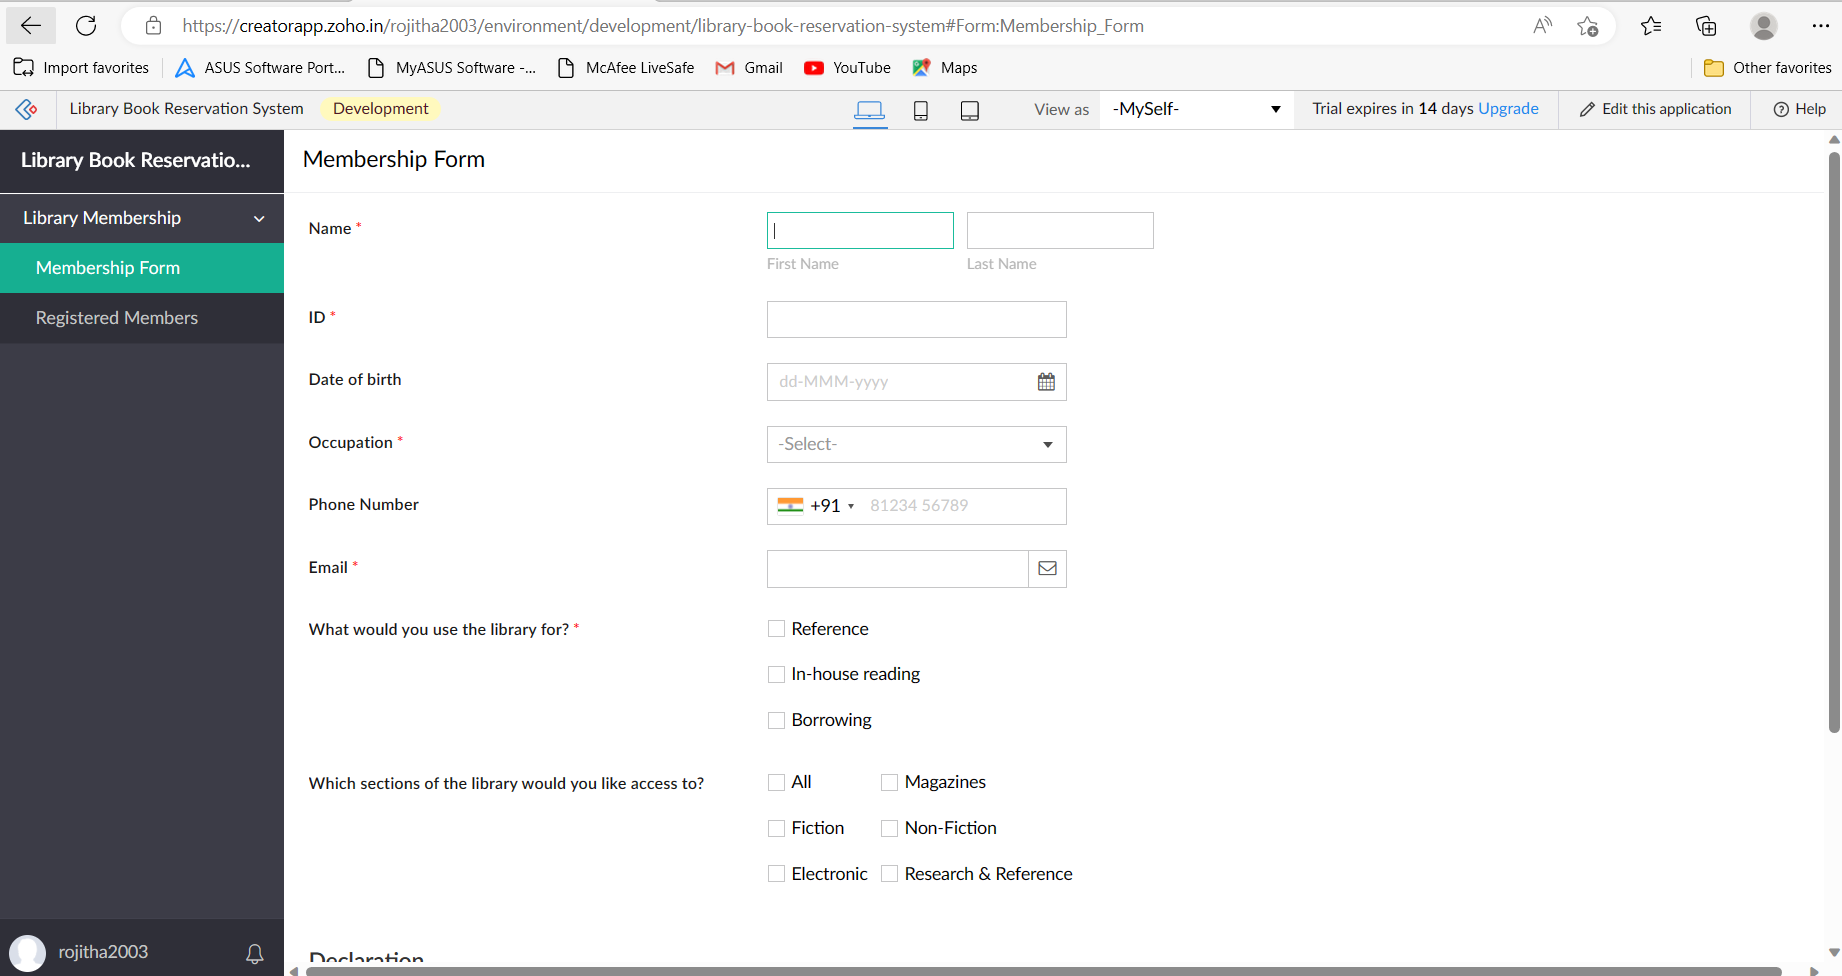 https://creatorapp.zoho.in/rojitha2003/environment/development/library-book-reservation-system#Form:Membership_Form
Import favorites ASUS Software Port... MyASUS Software -... McAfee LiveSafe Gmail YouTube Maps Other favorites
Library Book Reservation System Development View as -MySelf- Trial expires in 14 days Upgrade Edit this application Help
Library Book Reservatio...
Library Membership
Membership Form
Registered Members
rojitha2003
Membership Form
Name *
First Name Last Name
ID *
Date of birth dd-MMM-yyyy
Occupation * -Select-
Phone Number +91 81234 56789
Email *
What would you use the library for? * Reference
In-house reading
Borrowing
Which sections of the library would you like access to? All Magazines
Fiction Non-Fiction
Electronic Research & Reference
Declaration